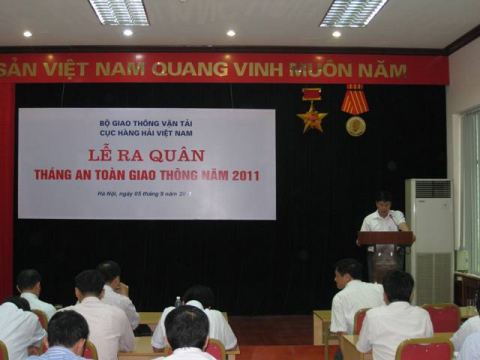 SẢN VIỆT NAM QUANG VINH MUÔN NĂM
BỘ GIAO THÔNG VẬN TẢI
CỤC HÀNG HẢI VIỆT NAM
LỄ RA QUÂN
THÁNG AN TOÀN GIAO THÔNG NĂM 2011
Hà Nội, ngày 05 tháng 9 năm